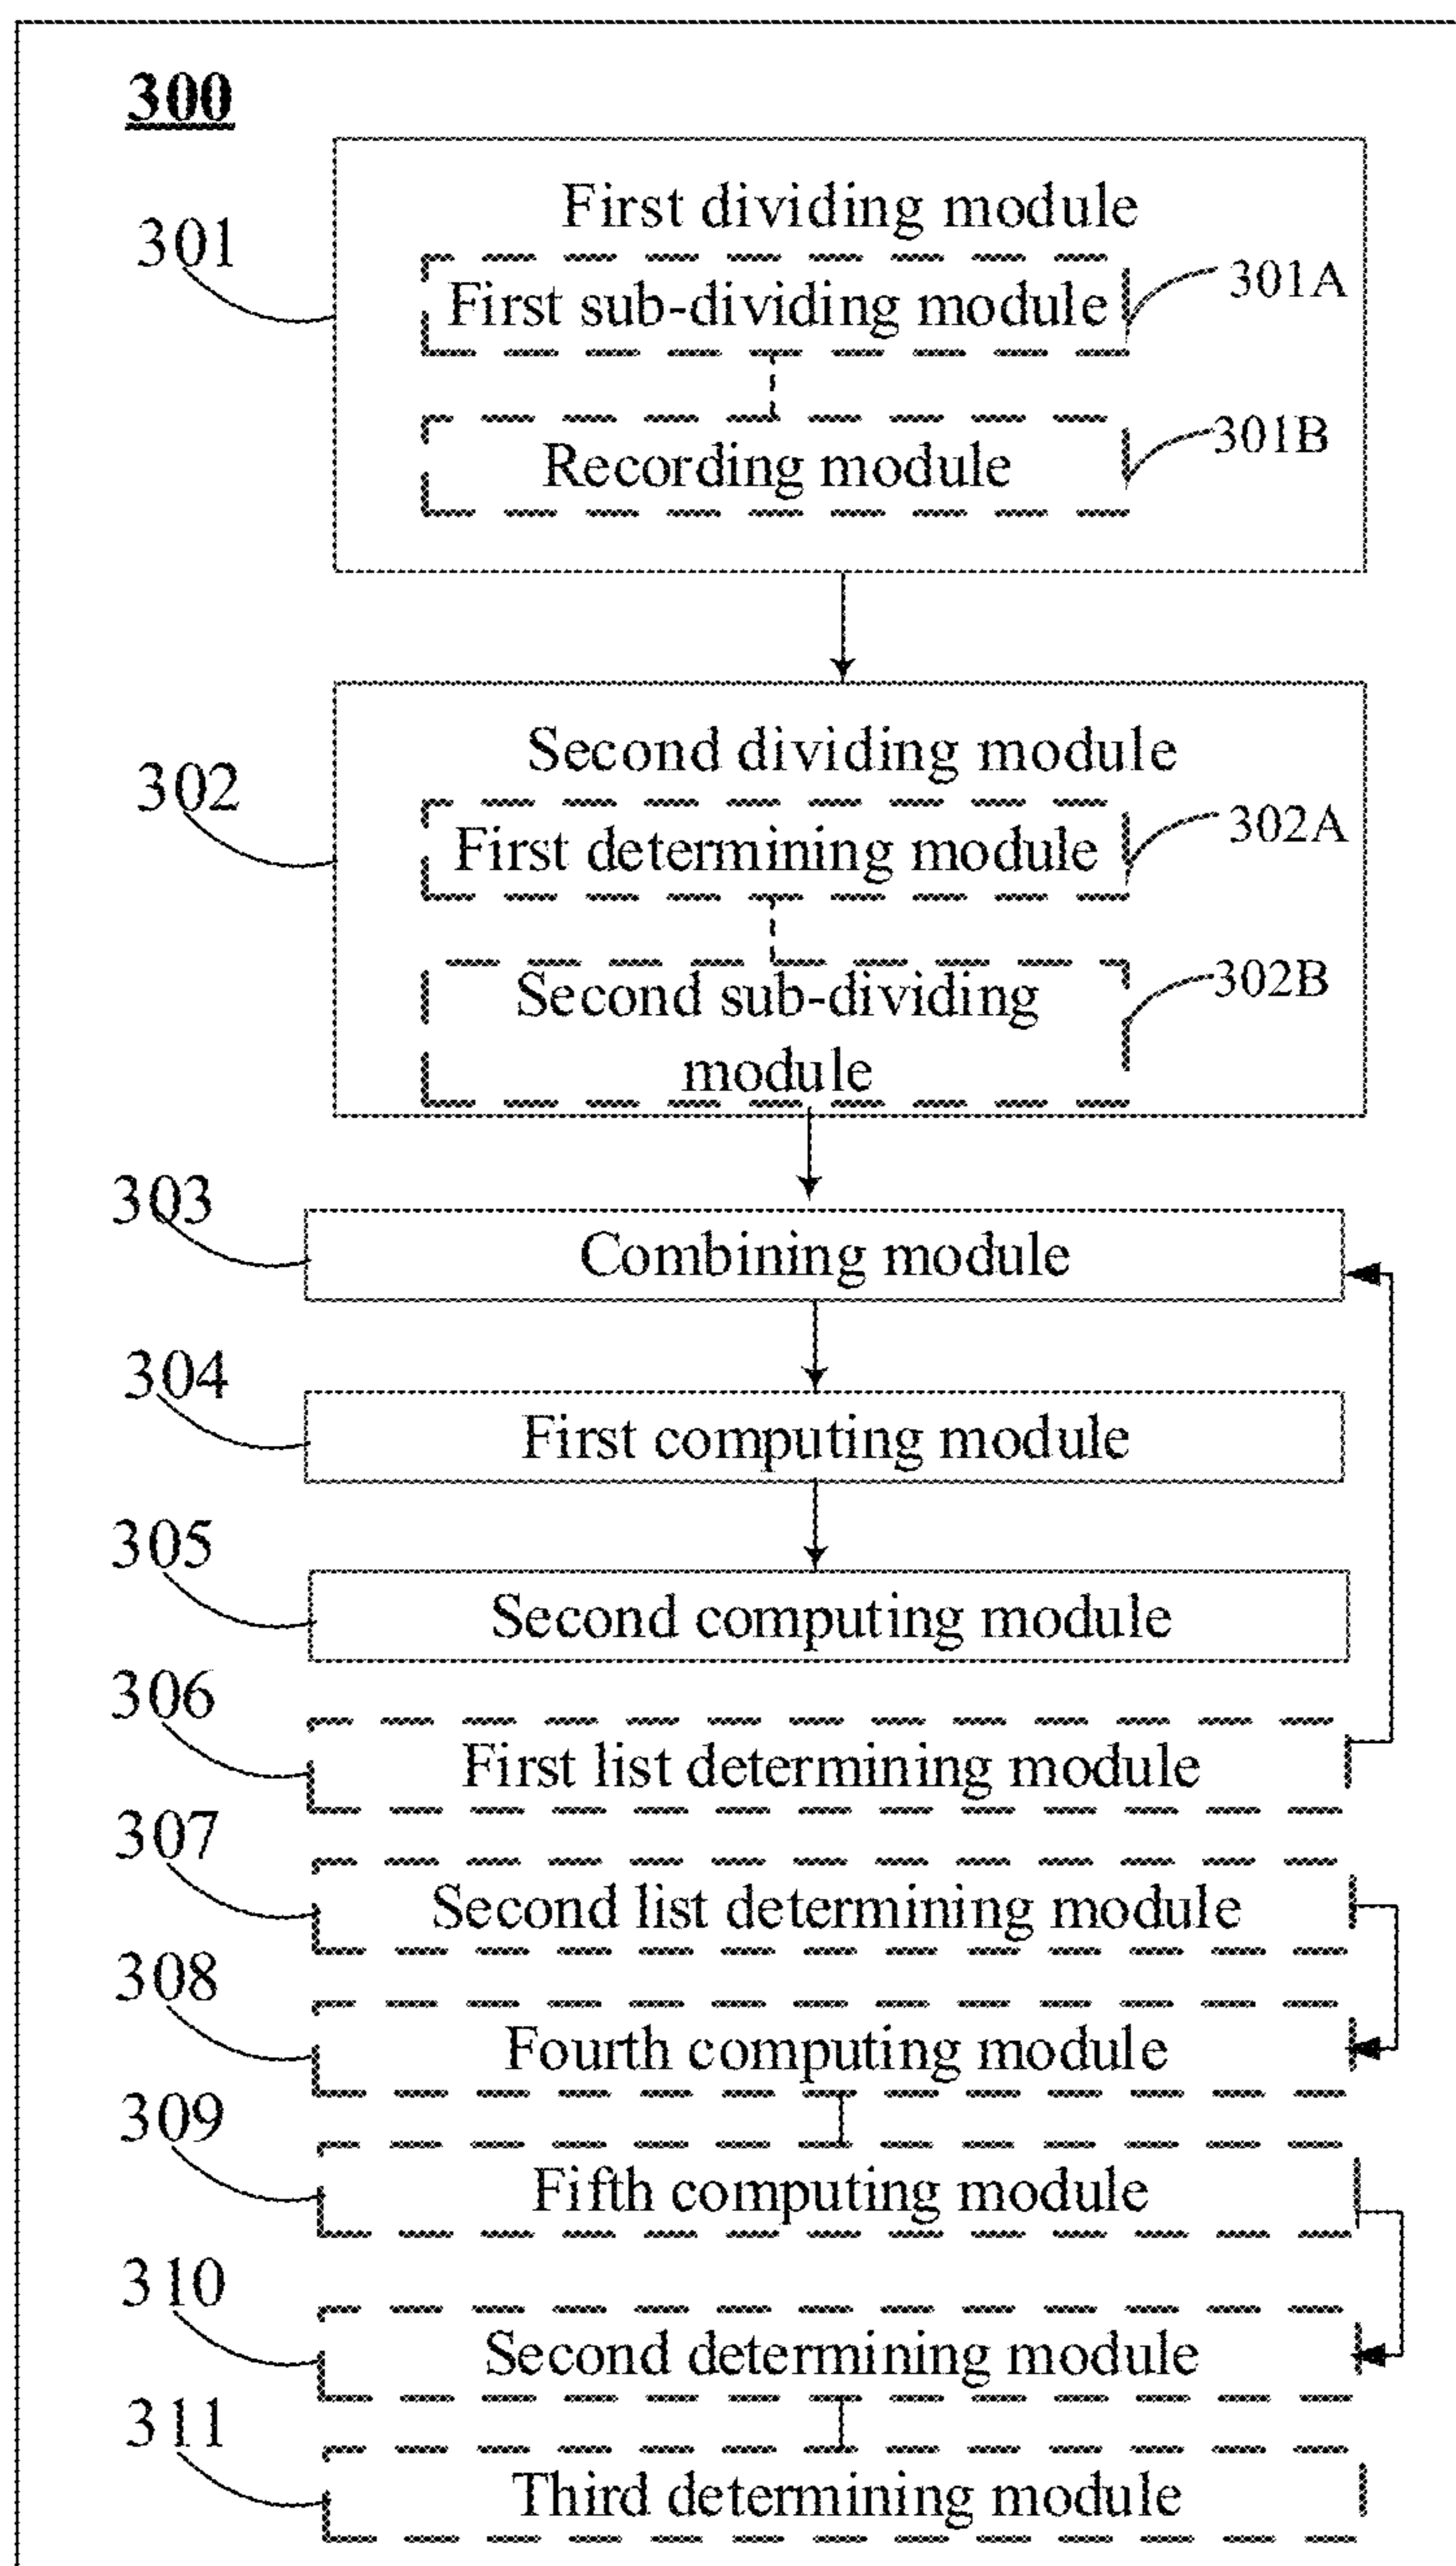 300
301
First dividing module
First sub-dividing module
301A
Recording module
301B
302
Second dividing module
First determining module
302A
Second sub-dividing
module
302B
303
Combining module
304
First computing module
305
Second computing module
306
First list determining module
307
Second list determining module
308
Fourth computing module
309
Fifth computing module
310
Second determining module
311
Third determining module